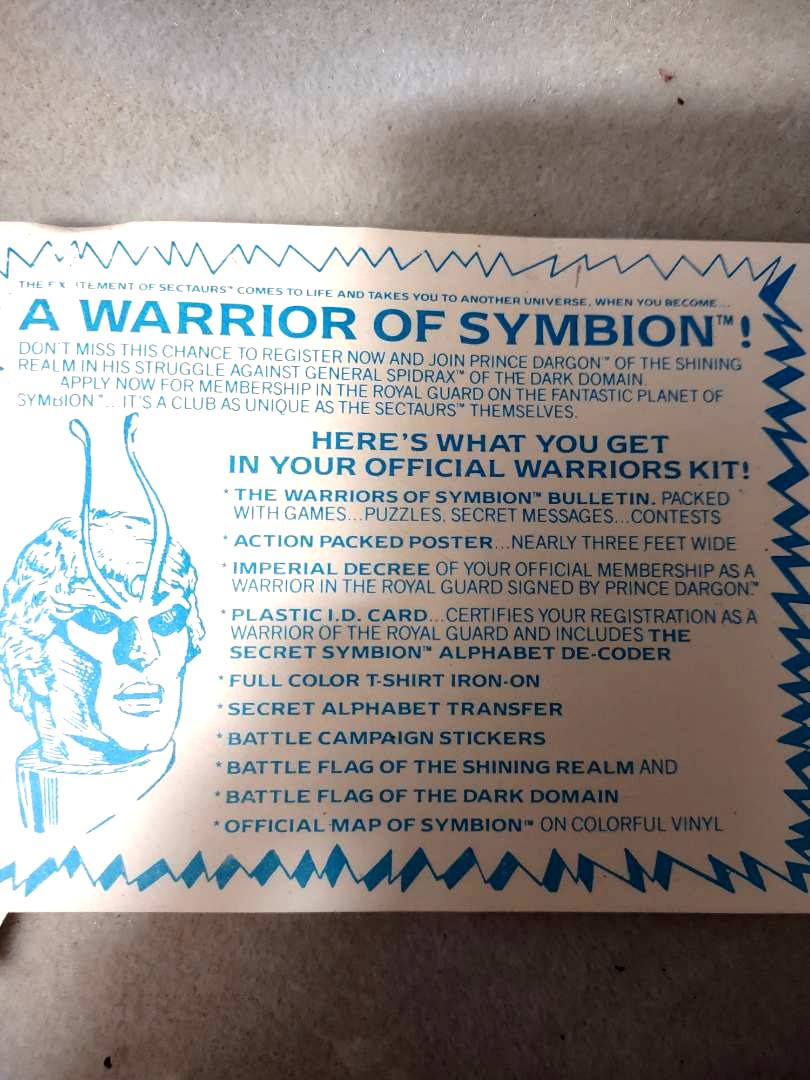 THE EXCITEMENT OF SECTAURS™ COMES TO LIFE AND TAKES YOU TO ANOTHER UNIVERSE, WHEN YOU BECOME...
A WARRIOR OF SYMBION™!
DON'T MISS THIS CHANCE TO REGISTER NOW AND JOIN PRINCE DARGON™ OF THE SHINING
REALM IN HIS STRUGGLE AGAINST GENERAL SPIDRAX™ OF THE DARK DOMAIN.
APPLY NOW FOR MEMBERSHIP IN THE ROYAL GUARD ON THE FANTASTIC PLANET OF
SYMBION™...IT'S A CLUB AS UNIQUE AS THE SECTAURS™ THEMSELVES.
HERE'S WHAT YOU GET
IN YOUR OFFICIAL WARRIORS KIT!
* THE WARRIORS OF SYMBION™ BULLETIN. PACKED
WITH GAMES...PUZZLES, SECRET MESSAGES...CONTESTS
* ACTION PACKED POSTER...NEARLY THREE FEET WIDE
* IMPERIAL DECREE OF YOUR OFFICIAL MEMBERSHIP AS A
WARRIOR IN THE ROYAL GUARD SIGNED BY PRINCE DARGON.™
* PLASTIC I.D. CARD...CERTIFIES YOUR REGISTRATION AS A
WARRIOR OF THE ROYAL GUARD AND INCLUDES THE
SECRET SYMBION™ ALPHABET DE-CODER
* FULL COLOR T-SHIRT IRON-ON
* SECRET ALPHABET TRANSFER
* BATTLE CAMPAIGN STICKERS
* BATTLE FLAG OF THE SHINING REALM AND
* BATTLE FLAG OF THE DARK DOMAIN
* OFFICIAL MAP OF SYMBION™ ON COLORFUL VINYL